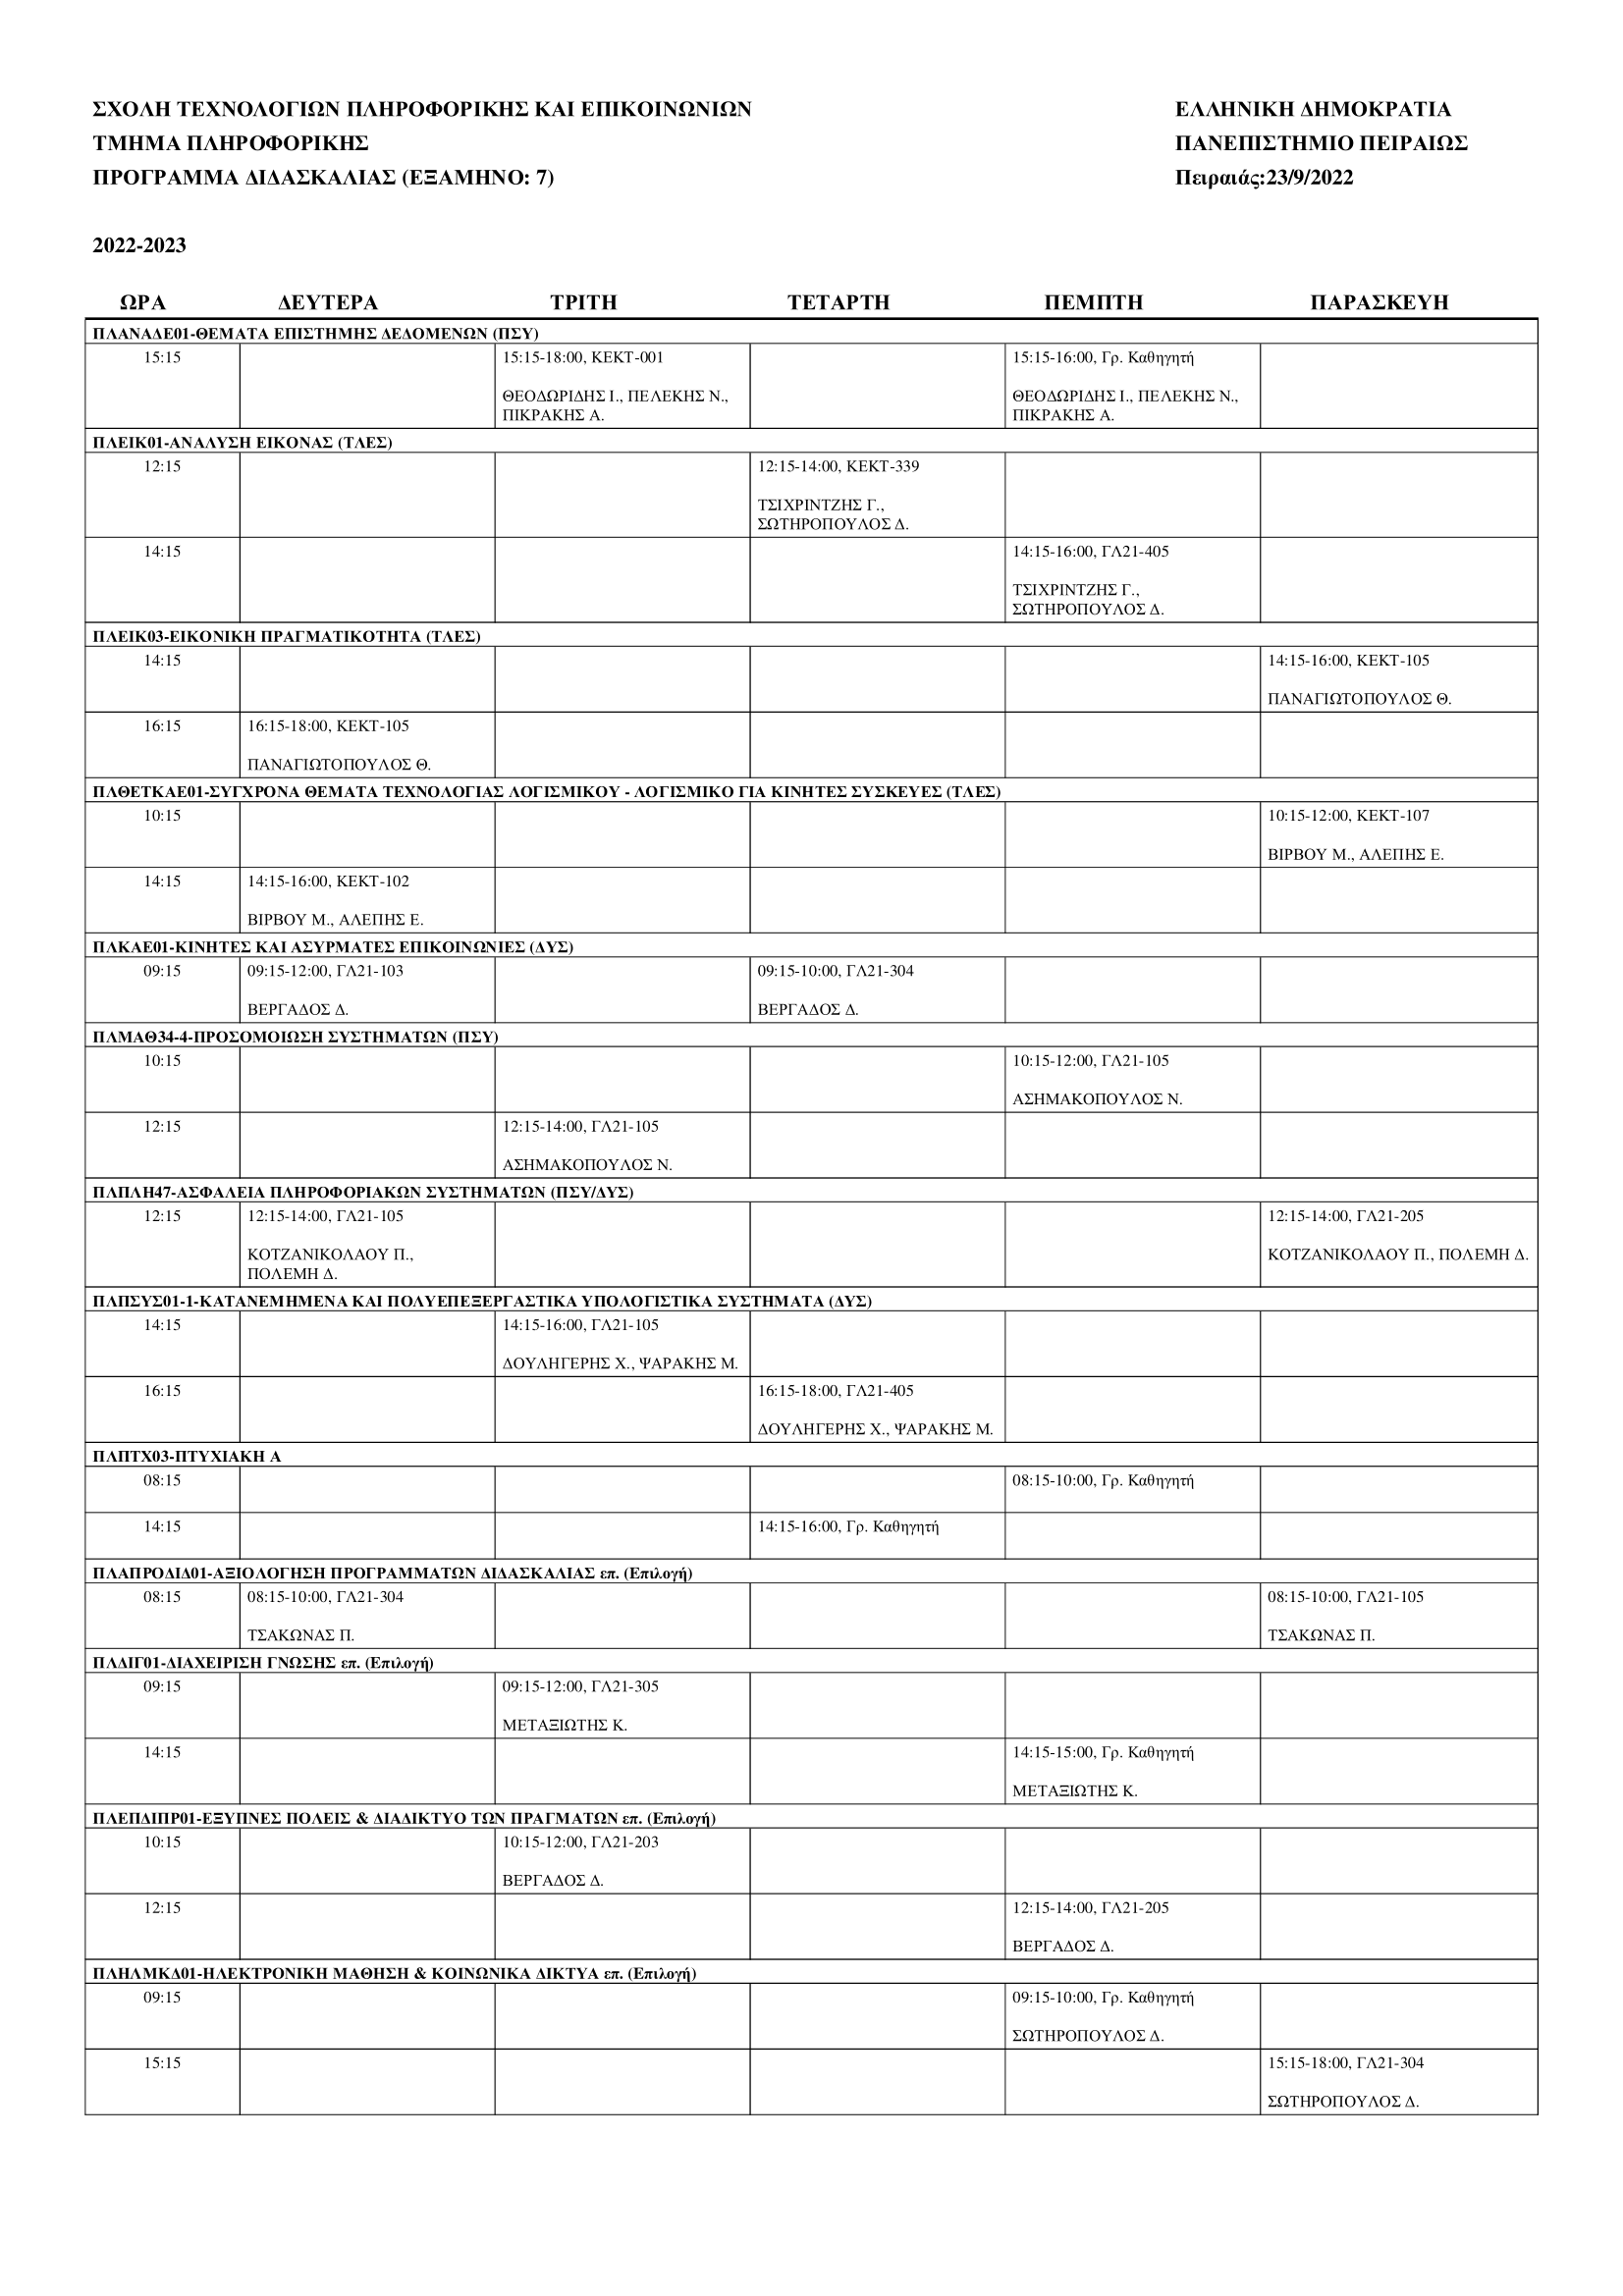 ΣΧΟΛΗ ΤΕΧΝΟΛΟΓΙΩΝ ΠΛΗΡΟΦΟΡΙΚΗΣ ΚΑΙ ΕΠΙΚΟΙΝΩΝΙΩΝ
ΕΛΛΗΝΙΚΗ ΔΗΜΟΚΡΑΤΙΑ
ΤΜΗΜΑ ΠΛΗΡΟΦΟΡΙΚΗΣ
ΠΑΝΕΠΙΣΤΗΜΙΟ ΠΕΙΡΑΙΩΣ
ΠΡΟΓΡΑΜΜΑ ΔΙΔΑΣΚΑΛΙΑΣ (ΕΞΑΜΗΝΟ: 7)
Πειραιάς:23/9/2022
2022-2023
ΩΡΑ ΔΕΥΤΕΡΑ ΤΡΙΤΗ ΤΕΤΑΡΤΗ ΠΕΜΠΤΗ ΠΑΡΑΣΚΕΥΗ
ΠΛΑΝΑΔΕ01-ΘΕΜΑΤΑ ΕΠΙΣΤΗΜΗΣ ΔΕΔΟΜΕΝΩΝ (ΠΣΥ)
15:15 15:15-18:00, ΚΕΚΤ-001 15:15-16:00, Γρ. Καθηγητή
ΘΕΟΔΩΡΙΔΗΣ Ι., ΠΕΛΕΚΗΣ Ν., ΘΕΟΔΩΡΙΔΗΣ Ι., ΠΕΛΕΚΗΣ Ν.,
ΠΙΚΡΑΚΗΣ Α. ΠΙΚΡΑΚΗΣ Α.
ΠΛΕΙΚ01-ΑΝΑΛΥΣΗ ΕΙΚΟΝΑΣ (ΤΛΕΣ)
12:15 12:15-14:00, ΚΕΚΤ-339
ΤΣΙΧΡΙΝΤΖΗΣ Γ.,
ΣΩΤΗΡΟΠΟΥΛΟΣ Δ.
14:15 14:15-16:00, ΓΛ21-405
ΤΣΙΧΡΙΝΤΖΗΣ Γ.,
ΣΩΤΗΡΟΠΟΥΛΟΣ Δ.
ΠΛΕΙΚ03-ΕΙΚΟΝΙΚΗ ΠΡΑΓΜΑΤΙΚΟΤΗΤΑ (ΤΛΕΣ)
14:15 14:15-16:00, ΚΕΚΤ-105
ΠΑΝΑΓΙΩΤΟΠΟΥΛΟΣ Θ.
16:15 16:15-18:00, ΚΕΚΤ-105
ΠΑΝΑΓΙΩΤΟΠΟΥΛΟΣ Θ.
ΠΛΘΕΤΚΑΕ01-ΣΥΓΧΡΟΝΑ ΘΕΜΑΤΑ ΤΕΧΝΟΛΟΓΙΑΣ ΛΟΓΙΣΜΙΚΟΥ - ΛΟΓΙΣΜΙΚΟ ΓΙΑ ΚΙΝΗΤΕΣ ΣΥΣΚΕΥΕΣ (ΤΛΕΣ)
10:15 10:15-12:00, ΚΕΚΤ-107
ΒΙΡΒΟΥ Μ., ΑΛΕΠΗΣ Ε.
14:15 14:15-16:00, ΚΕΚΤ-102
ΒΙΡΒΟΥ Μ., ΑΛΕΠΗΣ Ε.
ΠΛΚΑΕ01-ΚΙΝΗΤΕΣ ΚΑΙ ΑΣΥΡΜΑΤΕΣ ΕΠΙΚΟΙΝΩΝΙΕΣ (ΔΥΣ)
09:15 09:15-12:00, ΓΛ21-103 09:15-10:00, ΓΛ21-304
ΒΕΡΓΑΔΟΣ Δ. ΒΕΡΓΑΔΟΣ Δ.
ΠΛΜΑΘ34-4-ΠΡΟΣΟΜΟΙΩΣΗ ΣΥΣΤΗΜΑΤΩΝ (ΠΣΥ)
10:15 10:15-12:00, ΓΛ21-105
ΑΣΗΜΑΚΟΠΟΥΛΟΣ Ν.
12:15 12:15-14:00, ΓΛ21-105
ΑΣΗΜΑΚΟΠΟΥΛΟΣ Ν.
ΠΛΠΛΗ47-ΑΣΦΑΛΕΙΑ ΠΛΗΡΟΦΟΡΙΑΚΩΝ ΣΥΣΤΗΜΑΤΩΝ (ΠΣΥ/ΔΥΣ)
12:15 12:15-14:00, ΓΛ21-105 12:15-14:00, ΓΛ21-205
ΚΟΤΖΑΝΙΚΟΛΑΟΥ Π., ΚΟΤΖΑΝΙΚΟΛΑΟΥ Π., ΠΟΛΕΜΗ Δ.
ΠΟΛΕΜΗ Δ.
ΠΛΠΣΥΣ01-1-ΚΑΤΑΝΕΜΗΜΕΝΑ ΚΑΙ ΠΟΛΥΕΠΕΞΕΡΓΑΣΤΙΚΑ ΥΠΟΛΟΓΙΣΤΙΚΑ ΣΥΣΤΗΜΑΤΑ (ΔΥΣ)
14:15 14:15-16:00, ΓΛ21-105
ΔΟΥΛΗΓΕΡΗΣ Χ., ΨΑΡΑΚΗΣ Μ.
16:15 16:15-18:00, ΓΛ21-405
ΔΟΥΛΗΓΕΡΗΣ Χ., ΨΑΡΑΚΗΣ Μ.
ΠΛΠΤΧ03-ΠΤΥΧΙΑΚΗ Α
08:15 08:15-10:00, Γρ. Καθηγητή
14:15 14:15-16:00, Γρ. Καθηγητή
ΠΛΑΠΡΟΔΙΔ01-ΑΞΙΟΛΟΓΗΣΗ ΠΡΟΓΡΑΜΜΑΤΩΝ ΔΙΔΑΣΚΑΛΙΑΣ επ. (Επιλογή)
08:15 08:15-10:00, ΓΛ21-304 08:15-10:00, ΓΛ21-105
ΤΣΑΚΩΝΑΣ Π. ΤΣΑΚΩΝΑΣ Π.
ΠΛΔΙΓ01-ΔΙΑΧΕΙΡΙΣΗ ΓΝΩΣΗΣ επ. (Επιλογή)
09:15 09:15-12:00, ΓΛ21-305
ΜΕΤΑΞΙΩΤΗΣ Κ.
14:15 14:15-15:00, Γρ. Καθηγητή
ΜΕΤΑΞΙΩΤΗΣ Κ.
ΠΛΕΠΔΙΠΡ01-ΕΞΥΠΝΕΣ ΠΟΛΕΙΣ & ΔΙΑΔΙΚΤΥΟ ΤΩΝ ΠΡΑΓΜΑΤΩΝ επ. (Επιλογή)
10:15 10:15-12:00, ΓΛ21-203
ΒΕΡΓΑΔΟΣ Δ.
12:15 12:15-14:00, ΓΛ21-205
ΒΕΡΓΑΔΟΣ Δ.
ΠΛΗΛΜΚΔ01-ΗΛΕΚΤΡΟΝΙΚΗ ΜΑΘΗΣΗ & ΚΟΙΝΩΝΙΚΑ ΔΙΚΤΥΑ επ. (Επιλογή)
09:15 09:15-10:00, Γρ. Καθηγητή
ΣΩΤΗΡΟΠΟΥΛΟΣ Δ.
15:15 15:15-18:00, ΓΛ21-304
ΣΩΤΗΡΟΠΟΥΛΟΣ Δ.